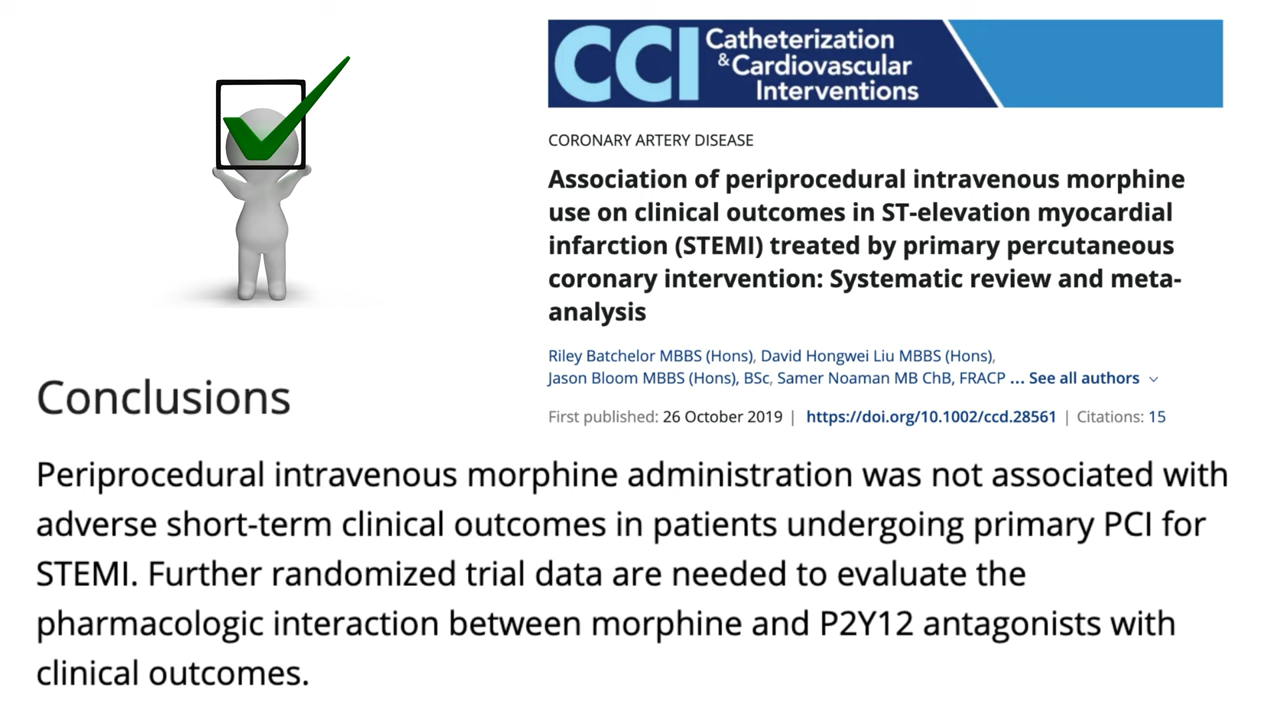 CCI Catheterization
& Cardiovascular
Interventions
CORONARY ARTERY DISEASE
Association of periprocedural intravenous morphine
use on clinical outcomes in ST-elevation myocardial
infarction (STEMI) treated by primary percutaneous
coronary intervention: Systematic review and meta-
analysis
Riley Batchelor MBBS (Hons), David Hongwei Liu MBBS (Hons),
Jason Bloom MBBS (Hons), BSc, Samer Noaman MB ChB, FRACP ... See all authors
First published: 26 October 2019 | https://doi.org/10.1002/ccd.28561 | Citations: 15
Conclusions
Periprocedural intravenous morphine administration was not associated with
adverse short-term clinical outcomes in patients undergoing primary PCI for
STEMI. Further randomized trial data are needed to evaluate the
pharmacologic interaction between morphine and P2Y12 antagonists with
clinical outcomes.